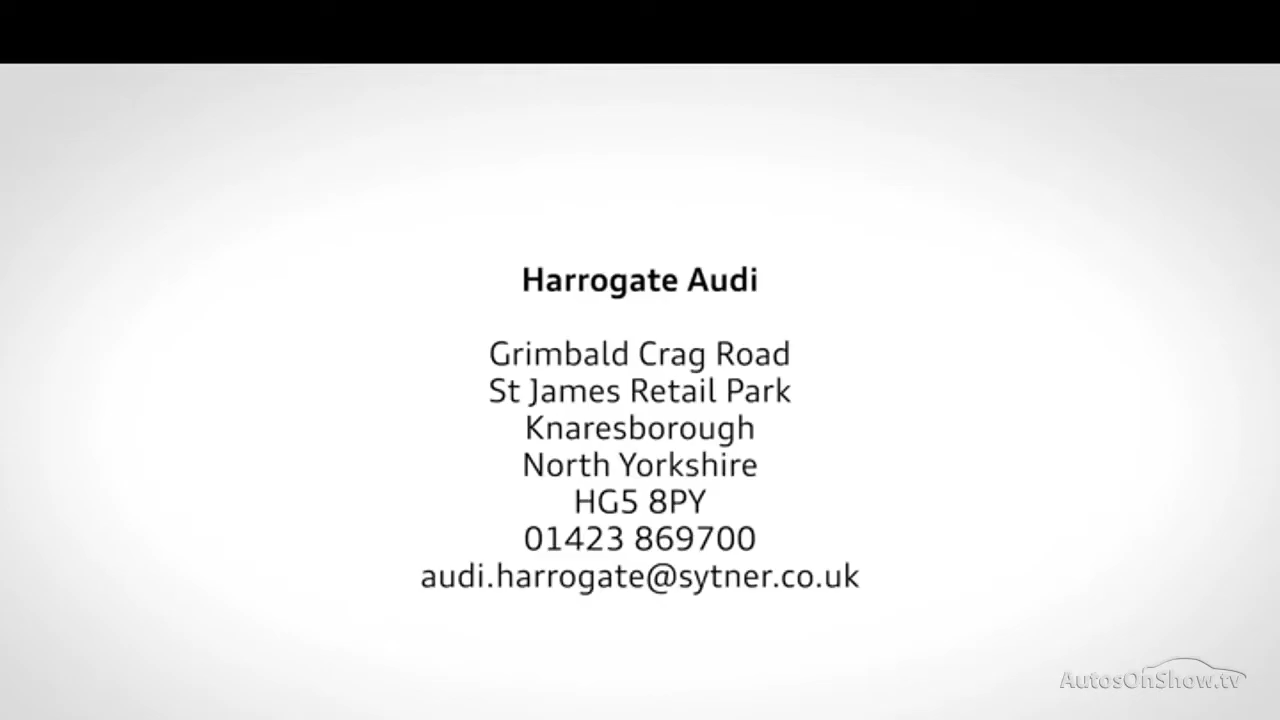 Harrogate Audi
Grimbald Crag Road
St James Retail Park
Knaresborough
North Yorkshire
HG5 8PY
01423 869700
audi.harrogate@sytner.co.uk
AutosOnShow.tv